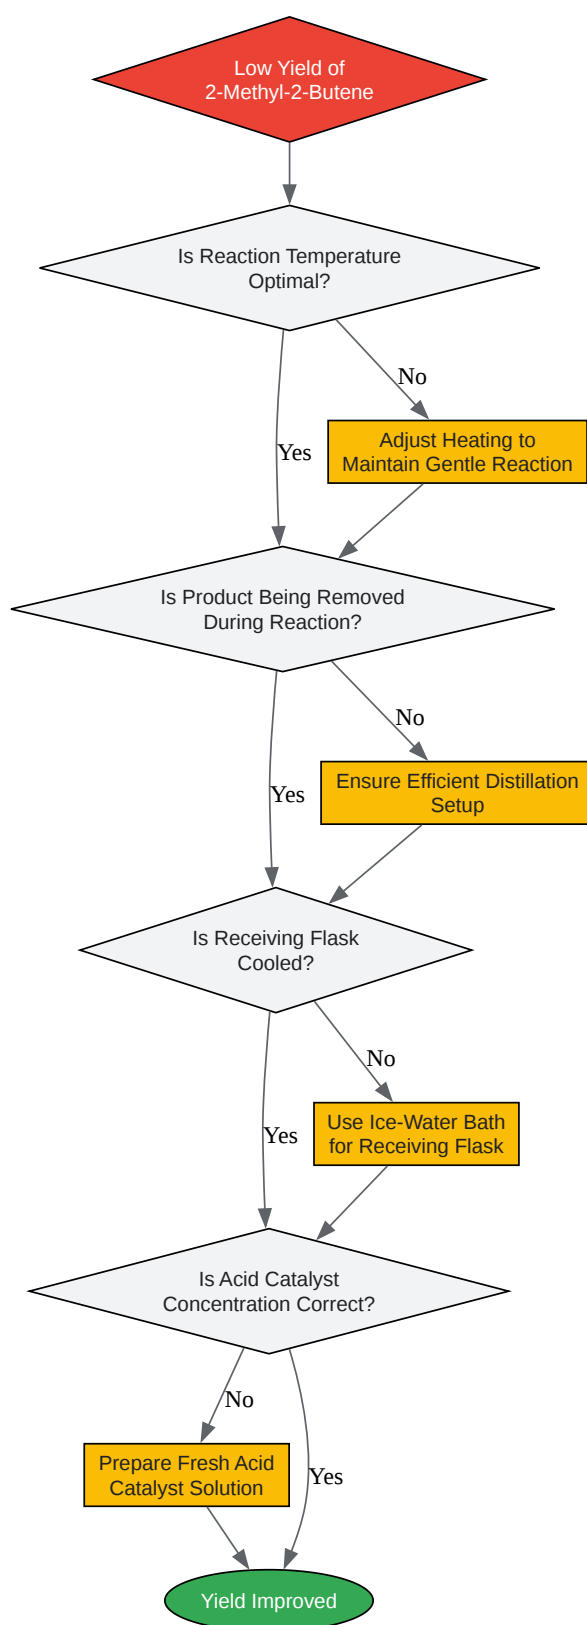 Low Yield of
2-Methyl-2-Butene
Is Reaction Temperature
Optimal?
No
Adjust Heating to
Maintain Gentle Reaction
Yes
Is Product Being Removed
During Reaction?
No
Ensure Efficient Distillation
Setup
Yes
Is Receiving Flask
Cooled?
No
Use Ice-Water Bath
for Receiving Flask
Yes
Is Acid Catalyst
Concentration Correct?
No
Prepare Fresh Acid
Catalyst Solution
Yes
Yield Improved